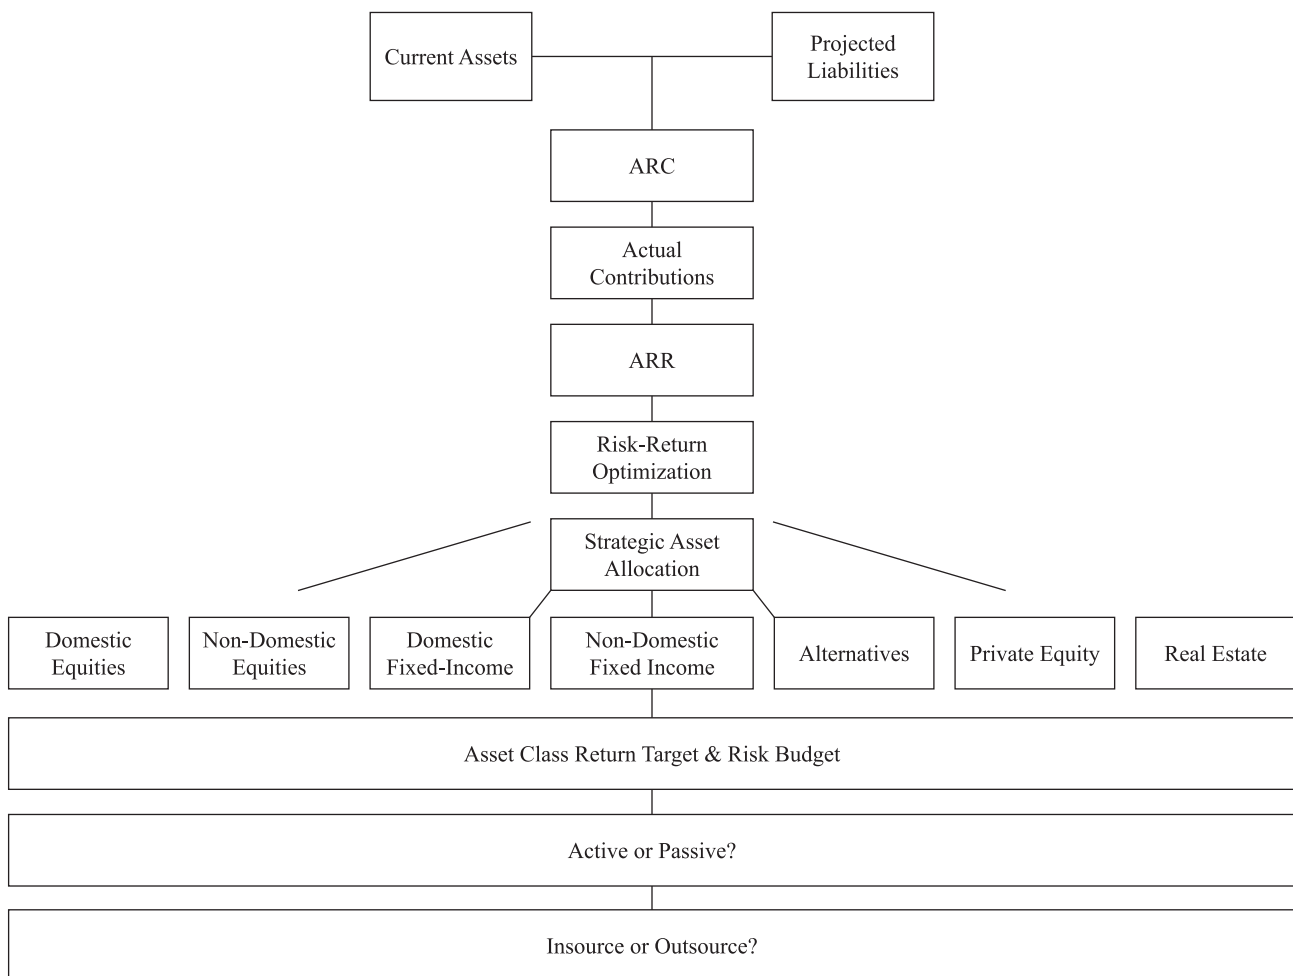 Current Assets
Projected
Liabilities
ARC
Actual
Contributions
ARR
Risk-Return
Optimization
Strategic Asset
Allocation
Domestic
Equities
Non-Domestic
Equities
Domestic
Fixed-Income
Non-Domestic
Fixed Income
Alternatives
Private Equity
Real Estate
Asset Class Return Target & Risk Budget
Active or Passive?
Insource or Outsource?